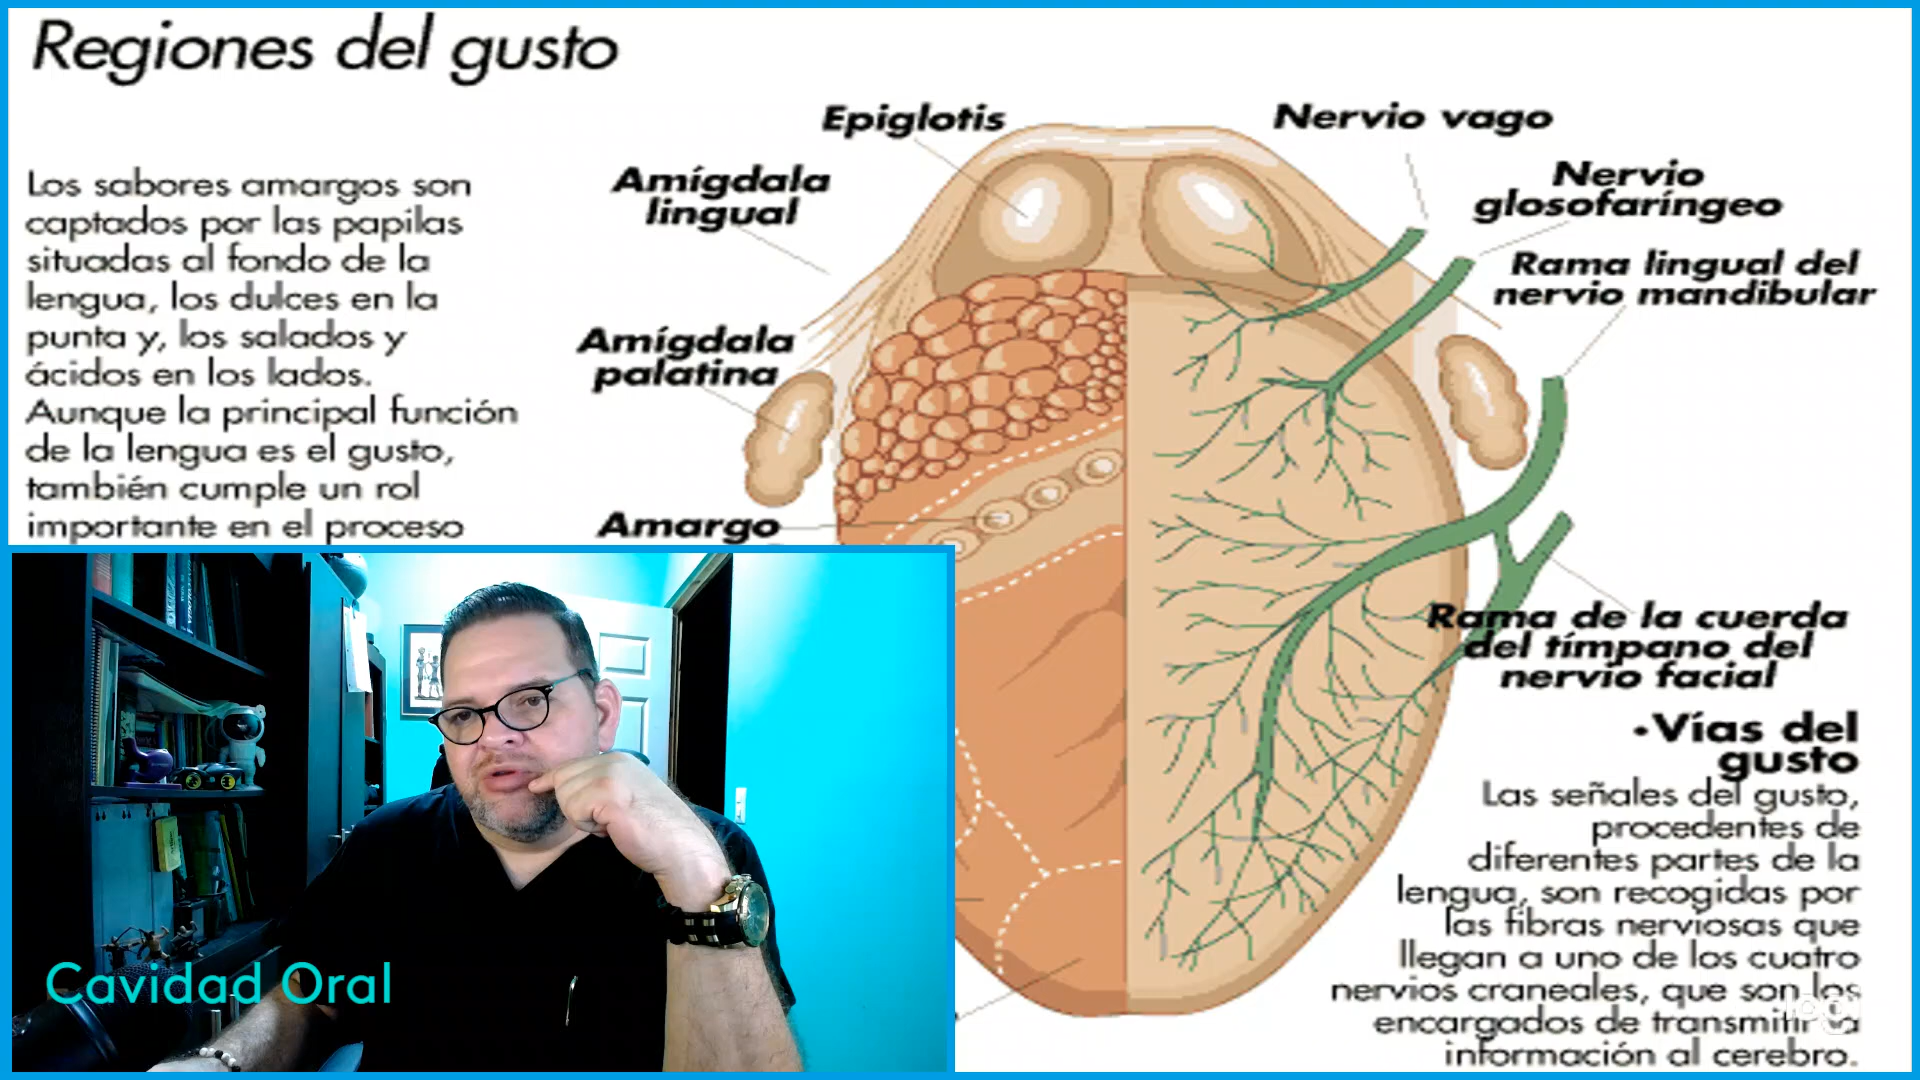 Regiones del gusto
Los sabores amargos son
captados por las papilas
situadas al fondo de la
lengua, los dulces en la
punta y, los salados y
ácidos en los lados.
Aunque la principal función
de la lengua es el gusto,
también cumple un rol
importante en el proceso
Epiglotis
Amígdala
lingual
Amígdala
palatina
Amargo
Nervio vago
Nervio
glosofaríngeo
Rama lingual del
nervio mandibular
Rama de la cuerda
del tímpano del
nervio facial
•Vías del
gusto
Las señales del gusto,
procedentes de
diferentes partes de la
lengua, son recogidas por
las fibras nerviosas que
llegan a uno de los cuatro
nervios craneales, que son los
encargados de transmitir la
información al cerebro.
Cavidad Oral